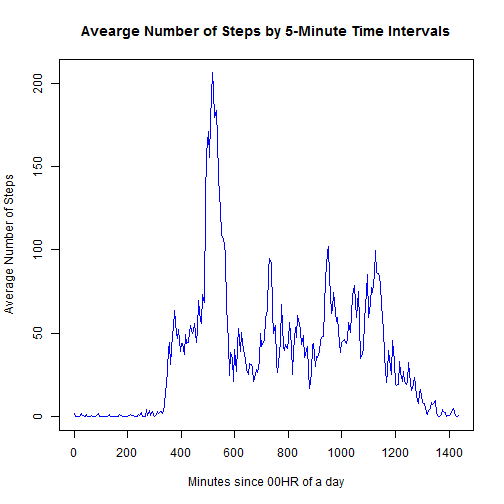 Avearge Number of Steps by 5-Minute Time Intervals
Average Number of Steps
200
150
100
50
0
0 200 400 600 800 1000 1200 1400
Minutes since 00HR of a day